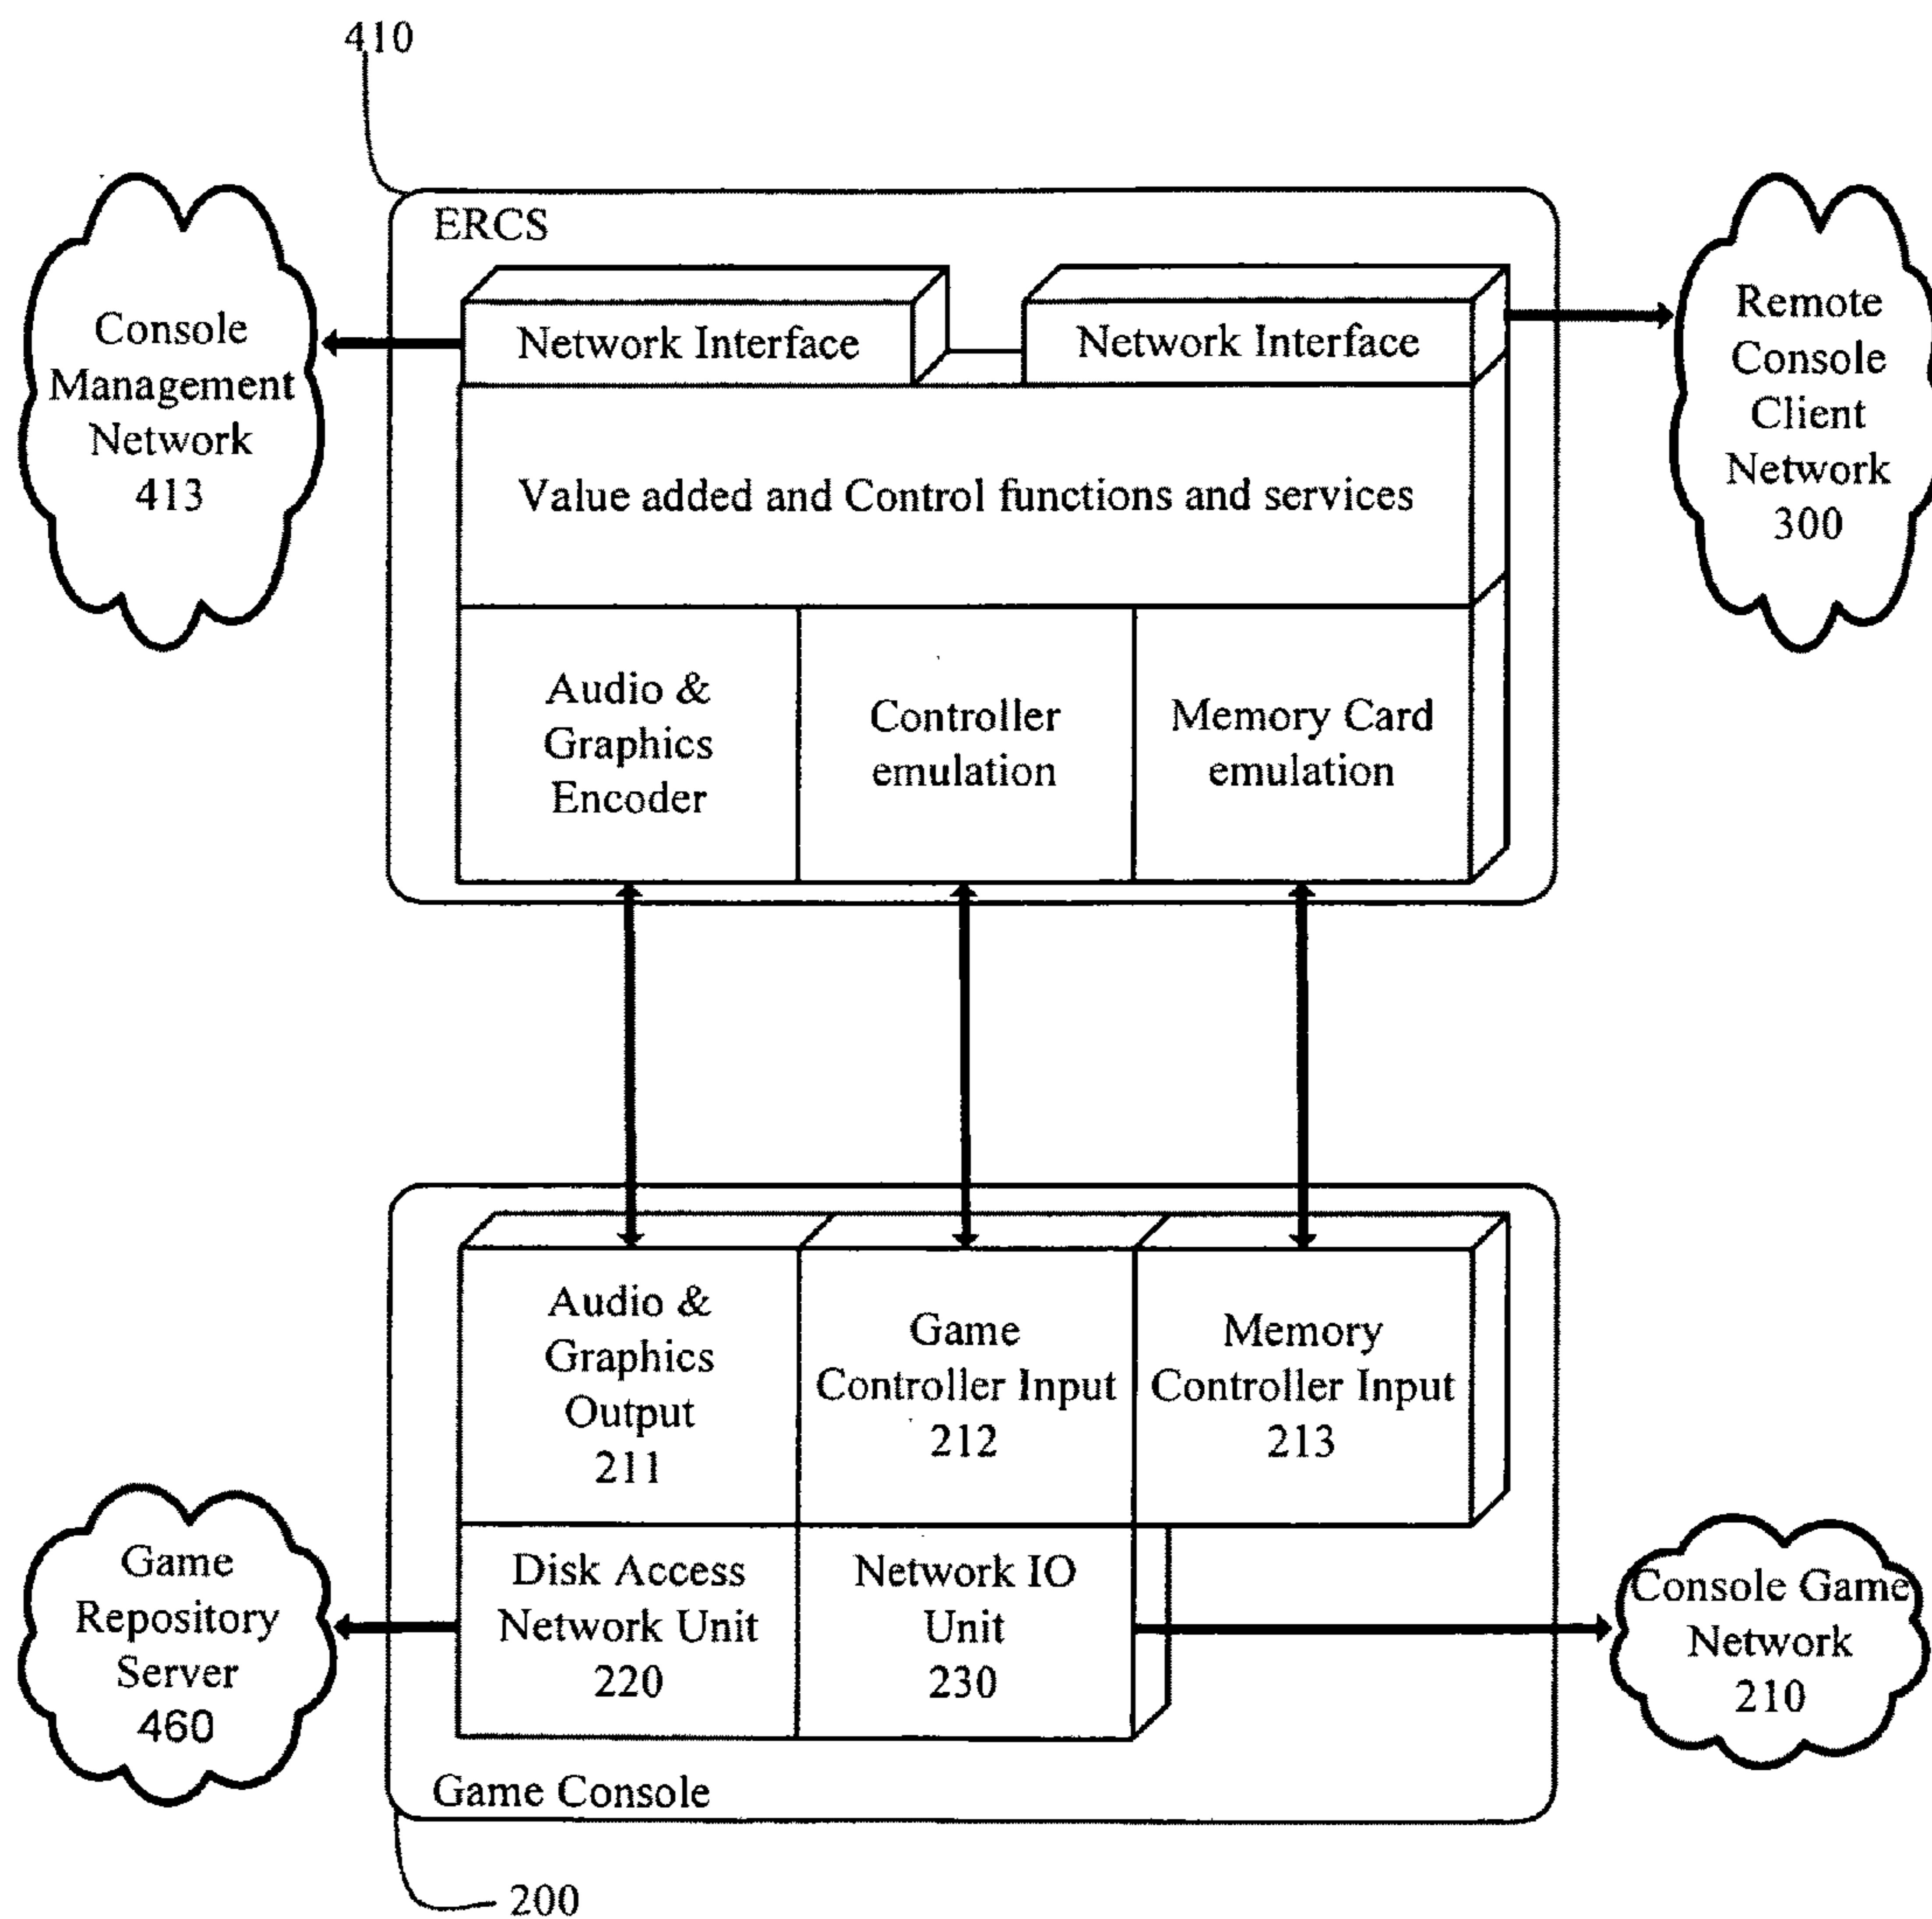 410
ERCS
Console
Management
Network
413
Network Interface
Network Interface
Remote
Console
Client
Network
300
Value added and Control functions and services
Audio &
Graphics
Encoder
Controller
emulation
Memory Card
emulation
Audio &
Graphics
Output
211
Game
Controller Input
212
Memory
Controller Input
213
Game
Repository
Server
460
Disk Access
Network Unit
220
Network IO
Unit
230
Console Game
Network
210
Game Console
200